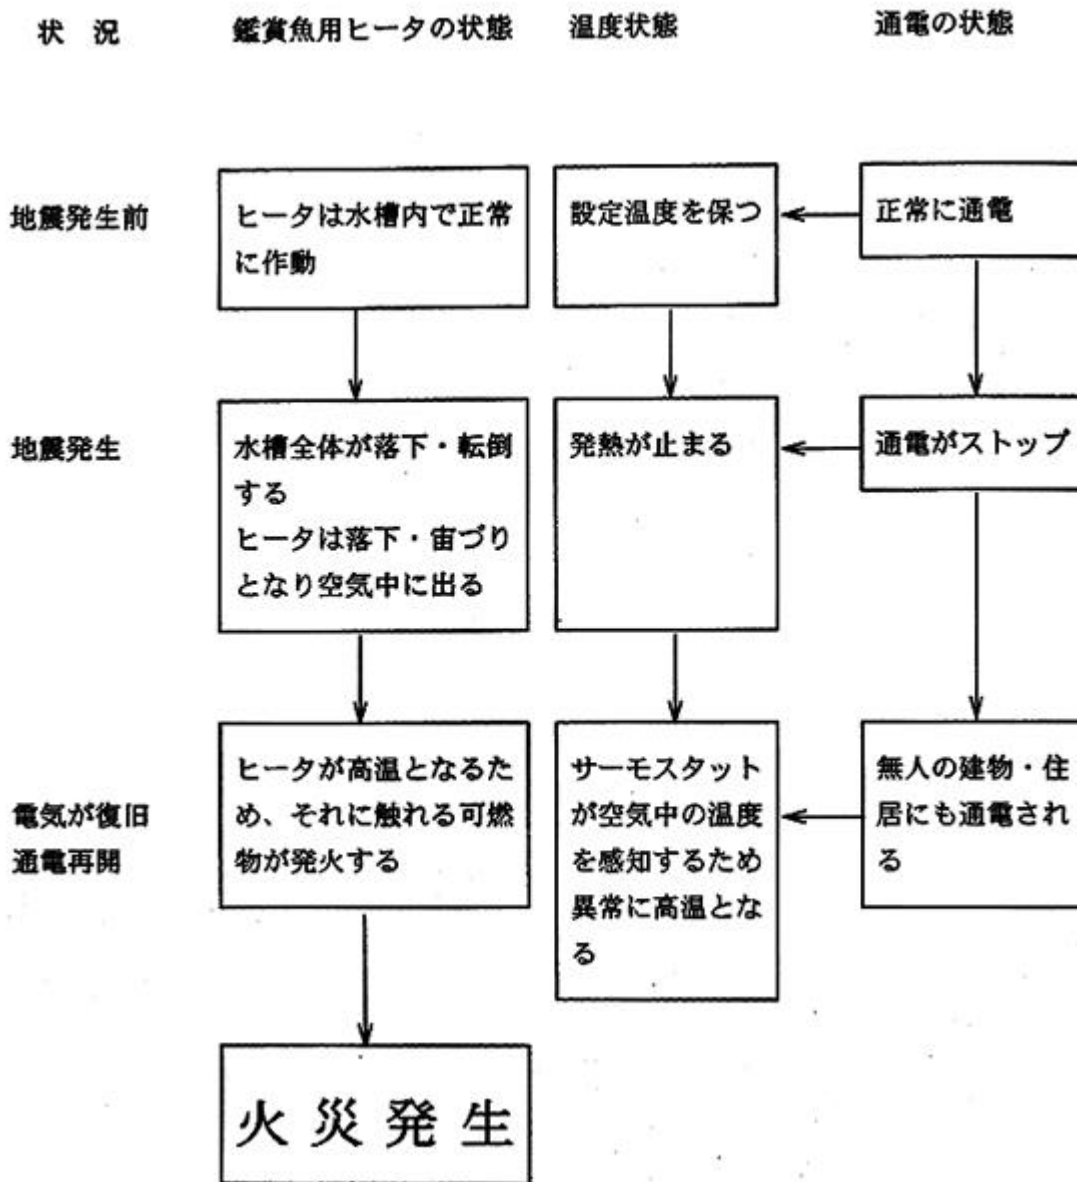 状 況
鑑賞魚用ヒータの状態
温度状態
通電の状態
地震発生前
ヒータは水槽内で正常
に作動
設定温度を保つ
正常に通電
地震発生
水槽全体が落下・転倒
する
ヒータは落下・宙づり
となり空気中に出る
発熱が止まる
通電がストップ
電気が復旧
通電再開
ヒータが高温となるた
め、それに触れる可燃
物が発火する
サーモスタット
が空気中の温度
を感知するため
異常に高温とな
る
無人の建物・住
居にも通電され
る
火災発生